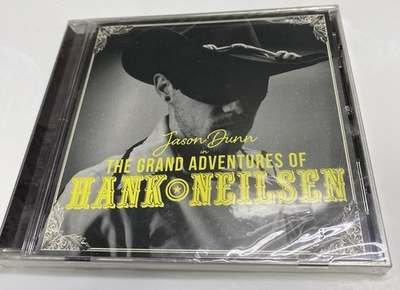 Jason Dunn
in
THE GRAND ADVENTURES OF
HANK NEILSEN